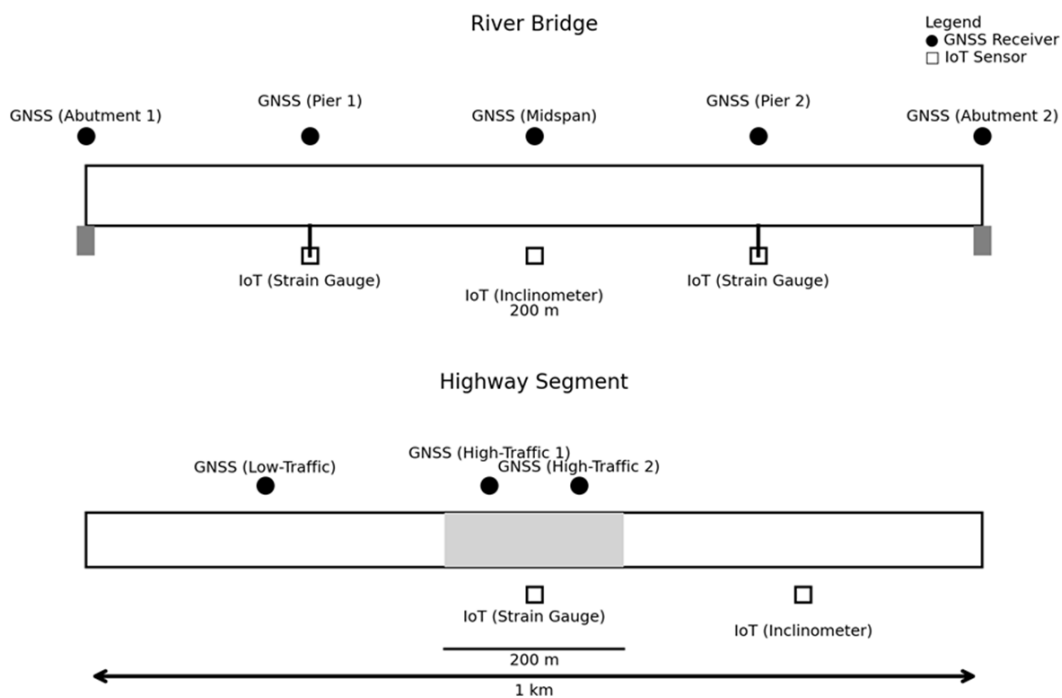 River Bridge
Legend
GNSS Receiver
IoT Sensor
GNSS (Abutment 1)
GNSS (Pier 1)
GNSS (Midspan)
GNSS (Pier 2)
GNSS (Abutment 2)
IoT (Strain Gauge)
IoT (Inclinometer)
200 m
IoT (Strain Gauge)
Highway Segment
GNSS (Low-Traffic)
GNSS (High-Traffic 1)
GNSS (High-Traffic 2)
IoT (Strain Gauge)
IoT (Inclinometer)
200 m
1 km